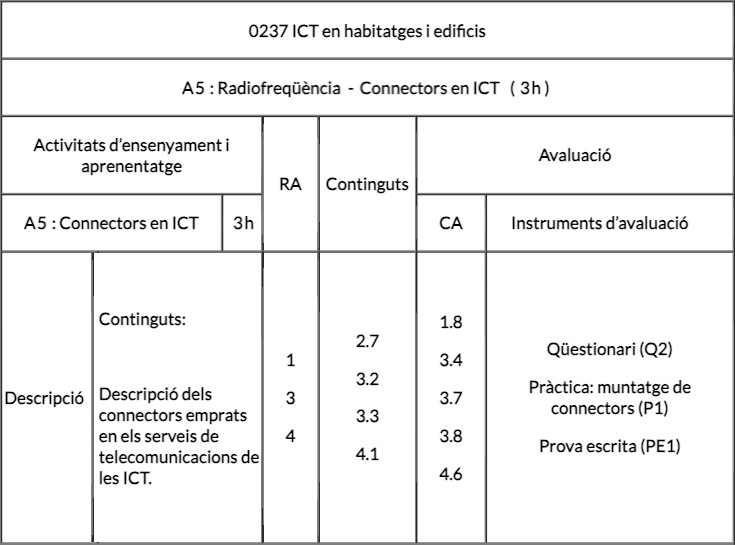 0237 ICT en habitatges i edificis
A5 : Radiofreqüència - Connectors en ICT ( 3h )
Activitats d'ensenyament i
aprenentatge
RA
Continguts
Avaluació
A5 : Connectors en ICT
3h
CA
Instruments d'avaluació
Descripció
Continguts:
Descripció dels
connectors emprats
en els serveis de
telecomunicacions de
les ICT.
1
3
4
2.7
3.2
3.3
4.1
1.8
3.4
3.7
3.8
4.6
Qüestionari (Q2)
Pràctica: muntatge de
connectors (P1)
Prova escrita (PE1)